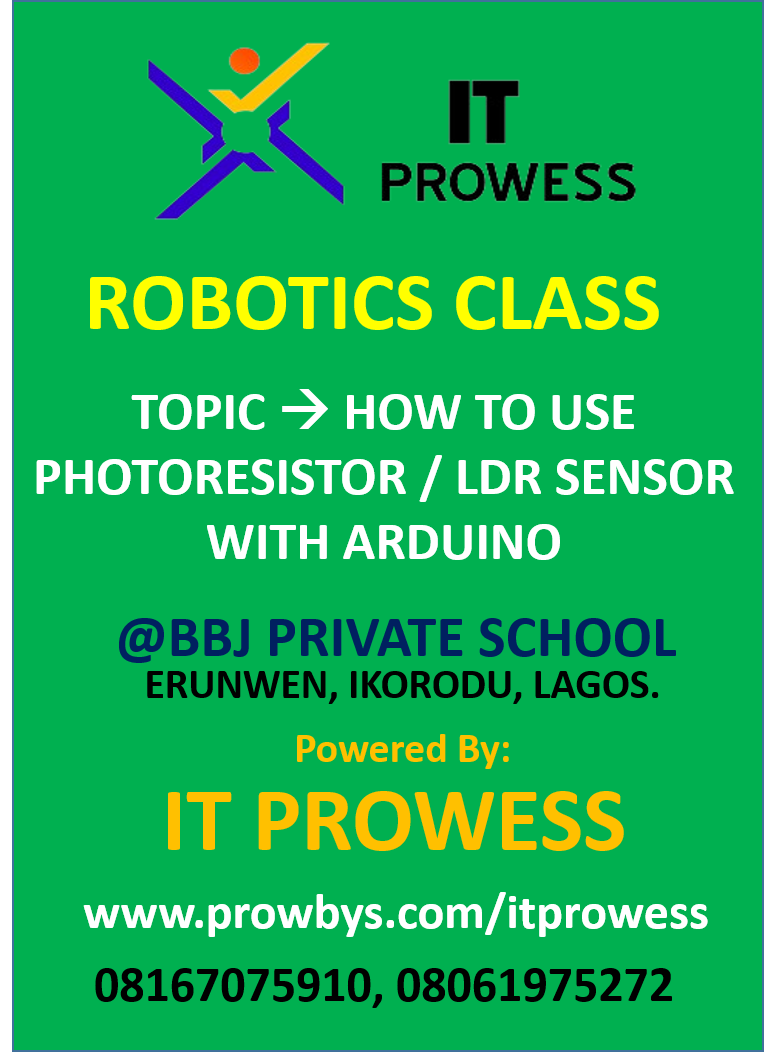 IT
PROWESS
ROBOTICS CLASS
TOPIC → HOW TO USE
PHOTORESISTOR / LDR SENSOR
WITH ARDUINO
@BBJ PRIVATE SCHOOL
ERUNWEN, IKORODU, LAGOS.
Powered By:
IT PROWESS
www.prowbys.com/itprowess
08167075910, 08061975272